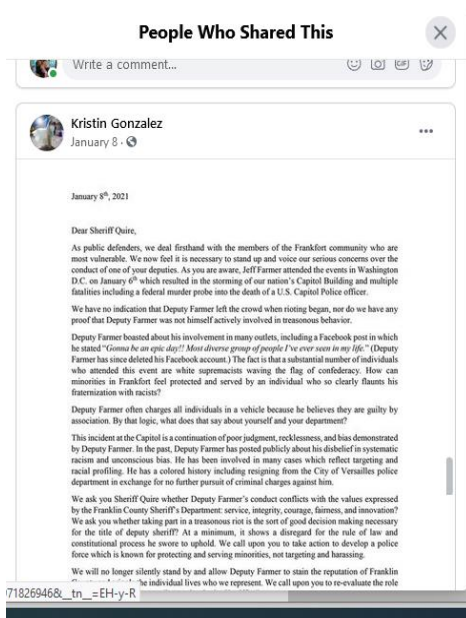 People Who Shared This
Write a comment...
GIF
Kristin Gonzalez
January 8 ·
January 8th, 2021
Dear Sheriff Quire,
As public defenders, we deal firsthand with the members of the Frankfort community who are
most vulnerable. We now feel it is necessary to stand up and voice our serious concerns over the
conduct of one of your deputies. As you are aware, Jeff Farmer attended the events in Washington
D.C. on January 6th which resulted in the storming of our nation's Capitol Building and multiple
fatalities including a federal murder probe into the death of a U.S. Capitol Police officer.
We have no indication that Deputy Farmer left the crowd when rioting began, nor do we have any
proof that Deputy Farmer was not himself actively involved in treasonous behavior.
Deputy Farmer boasted about his involvement in many outlets, including a Facebook post in which
he stated "Gonna be an epic day!! Most diverse group of people I've ever seen in my life." (Deputy
Farmer has since deleted his Facebook account.) The fact is that a substantial number of individuals
who attended this event are white supremacists waving the flag of confederacy. How can
minorities in Frankfort feel protected and served by an individual who so clearly flaunts his
fraternization with racists?
Deputy Farmer often charges all individuals in a vehicle because he believes they are guilty by
association. By that logic, what does that say about yourself and your department?
This incident at the Capitol is a continuation of poor judgment, recklessness, and bias demonstrated
by Deputy Farmer. In the past, Deputy Farmer has posted publicly about his disbelief in systematic
racism and unconscious bias. He has been involved in many cases which reflect targeting and
racial profiling. He has a colored history including resigning from the City of Versailles police
department in exchange for no further pursuit of criminal charges against him.
We ask you Sheriff Quire whether Deputy Farmer's conduct conflicts with the values expressed
by the Franklin County Sheriff's Department: service, integrity, courage, fairness, and innovation?
We ask you whether taking part in a treasonous riot is the sort of good decision making necessary
for the title of deputy sheriff? At a minimum, it shows a disregard for the rule of law and
constitutional process he swore to uphold. We call upon you to take action to develop a police
force which is known for protecting and serving minorities, not targeting and harassing.
We will no longer silently stand by and allow Deputy Farmer to stain the reputation of Franklin
the individual lives who we represent. We call upon you to re-evaluate the role
71826946&__tn__=EH-y-R